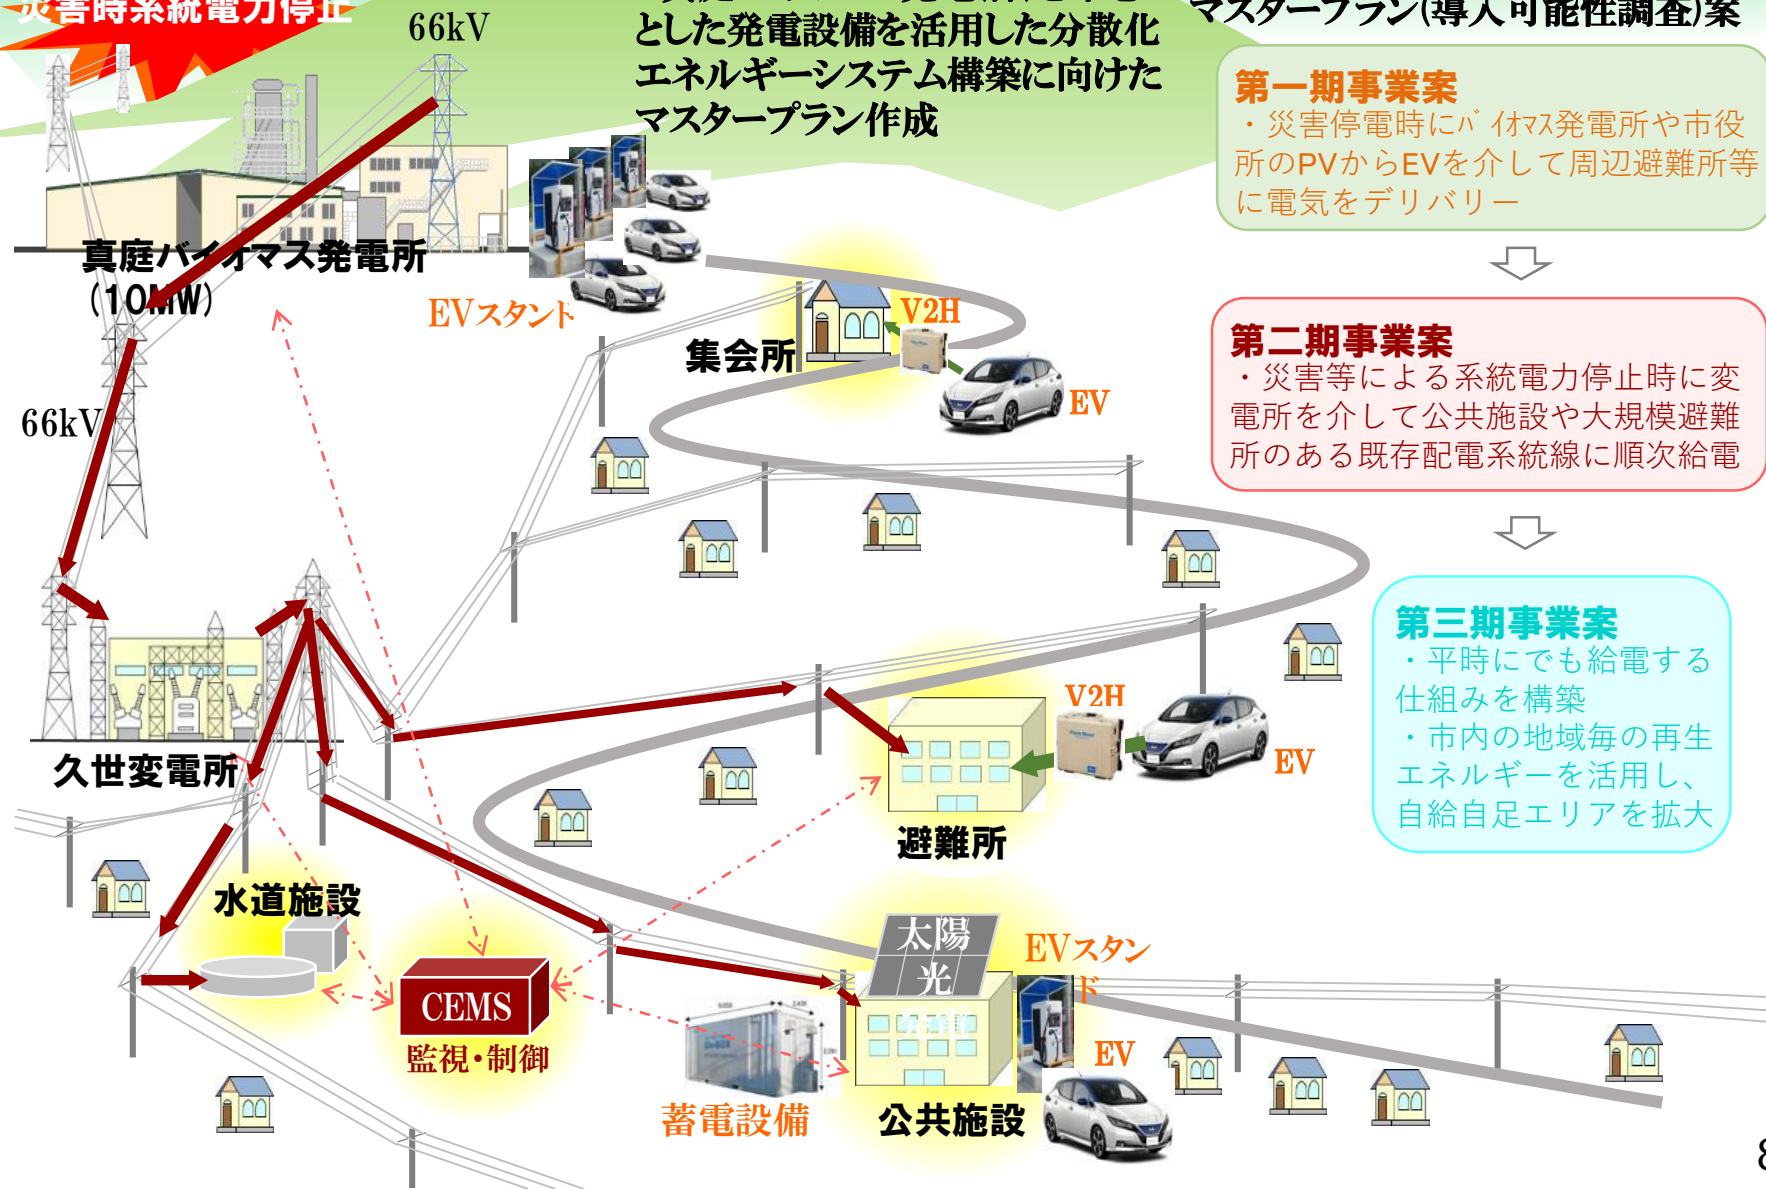 災害時系統電力停止
66kV
とした発電設備を活用した分散化
エネルギーシステム構築に向けた
マスタープラン作成
マスタープラン(導入可能性調査)案
第一期事業案
・災害停電時にバイオマス発電所や市役
所のPVからEVを介して周辺避難所等
に電気をデリバリー
真庭バイオマス発電所
(10MW)
EVスタンド
集会所
V2H
EV
第二期事業案
・災害等による系統電力停止時に変
電所を介して公共施設や大規模避難
所のある既存配電系統線に順次給電
66kV
第三期事業案
・平時にでも給電する
仕組みを構築
・市内の地域毎の再生
エネルギーを活用し、
自給自足エリアを拡大
久世変電所
V2H
EV
避難所
水道施設
CEMS
監視・制御
太陽
光
発電
EVスタン
ド
EV
蓄電設備
公共施設
8